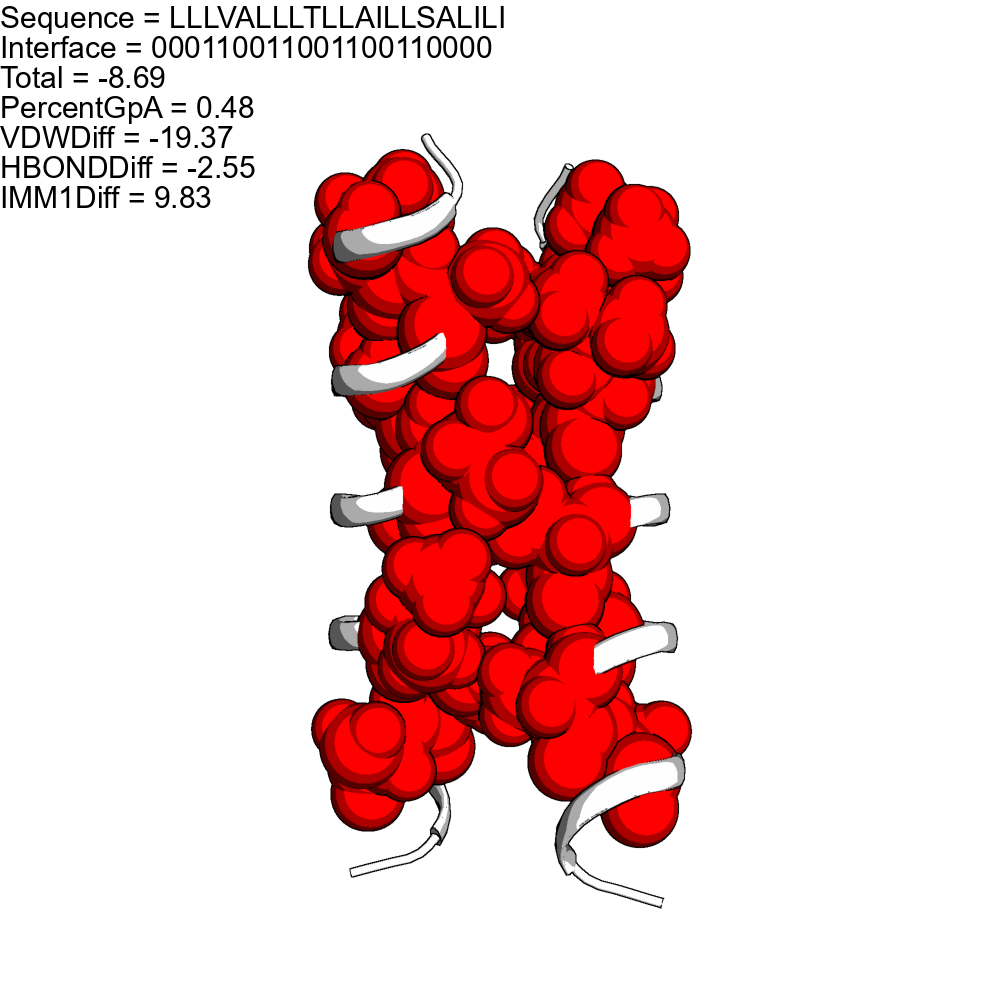 Sequence = LLLVALLLTLLAILLSALILI
Interface = 000110011001100110000
Total = -8.69
PercentGpA = 0.48
VDWDiff = -19.37
HBONDDiff = -2.55
IMM1Diff = 9.83